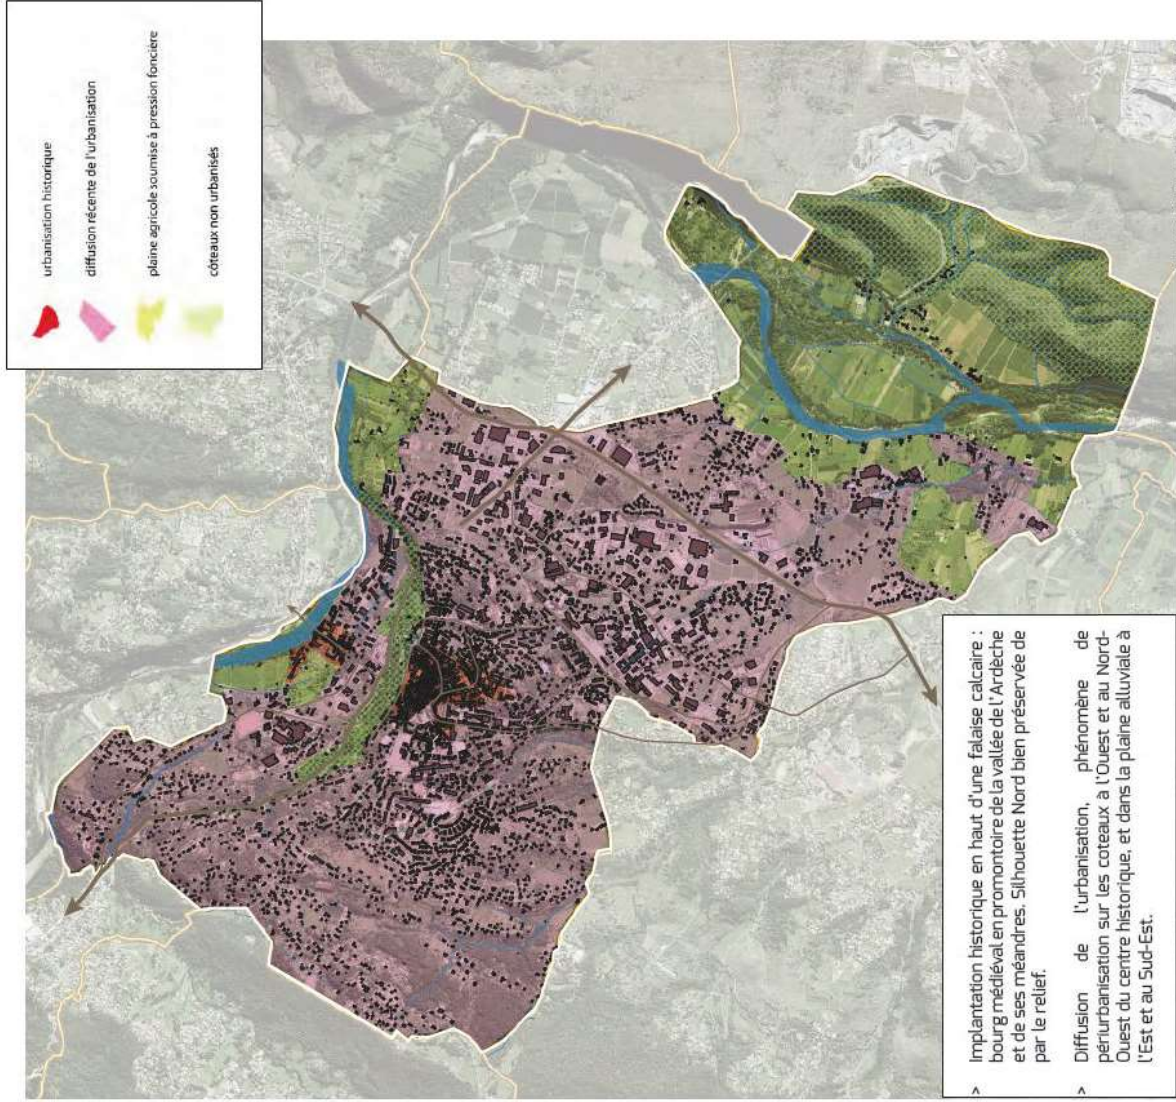 urbanisation historique
diffusion récente de l'urbanisation
plaine agricole soumise à pression foncière
côteaux non urbanisés
> Implantation historique en haut d'une falaise calcaire :
bourg médiéval en promontoire de la vallée de l'Ardèche
et de ses méandres. Silhouette Nord bien préservée de
par le relief.
> Diffusion de l'urbanisation, phénomène de
périurbanisation sur les coteaux à l'Ouest et au Nord-
Ouest du centre historique, et dans la plaine alluviale à
l'Est et au Sud-Est.